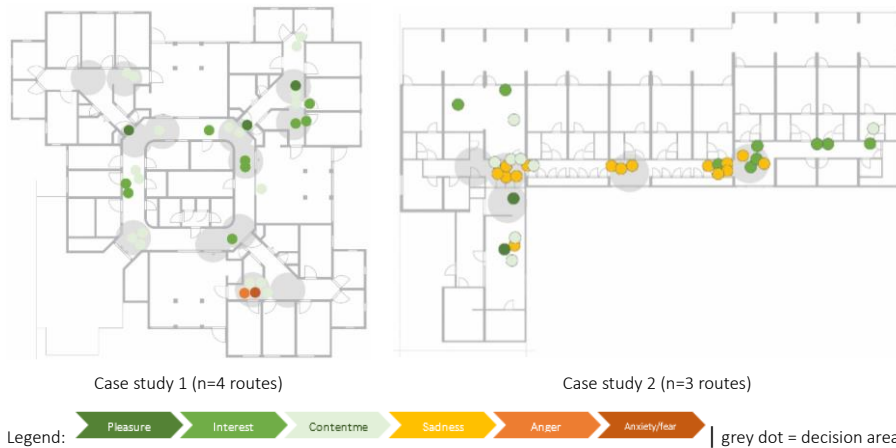 Case study 1 (n=4 routes)
Case study 2 (n=3 routes)
Legend: Pleasure Interest Contentme Sadness Anger Anxiety/fear | grey dot = decision area